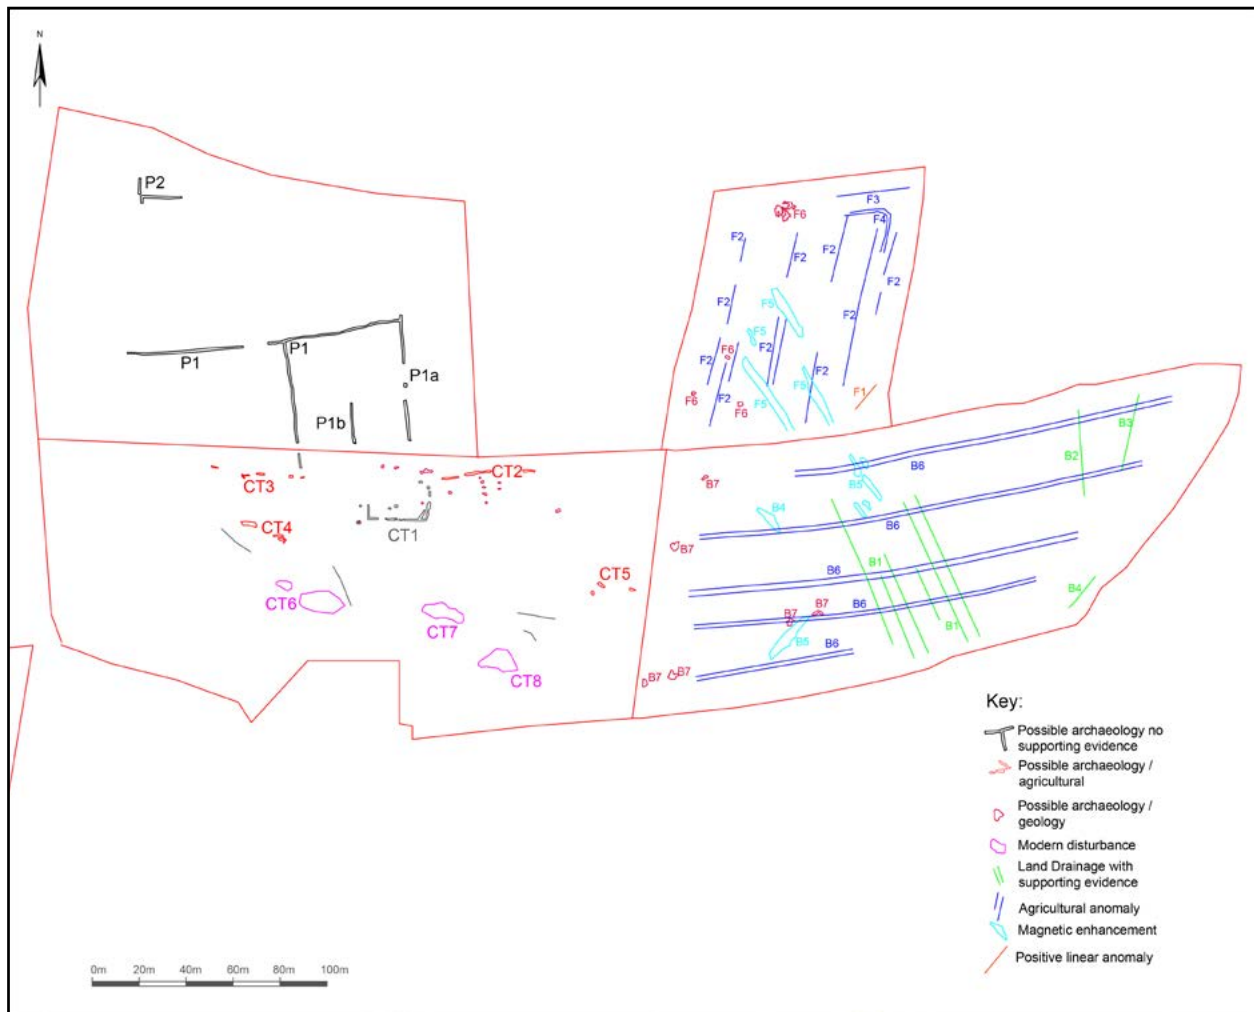 N
P2
F3
F6
F4
F2
F2
F2
F2
F5
F2
F2
P1
P1
F5
F2
F6
F2
F2
P1a
F5
F5
F1
F6
F6
F2
P1b
B3
B2
B6
CT2
CT3
B7
B5
B4
CT4
CT1
B6
B7
B1
CT5
B6
B4
CT6
CT7
B7
B6
B1
B5
B6
CT8
B7
B7
Key:
Possible archaeology no
supporting evidence
Possible archaeology /
agricultural
Possible archaeology /
geology
Modern disturbance
Land Drainage with
supporting evidence
Agricultural anomaly
Magnetic enhancement
Positive linear anomaly
0m 20m 40m 60m 80m 100m